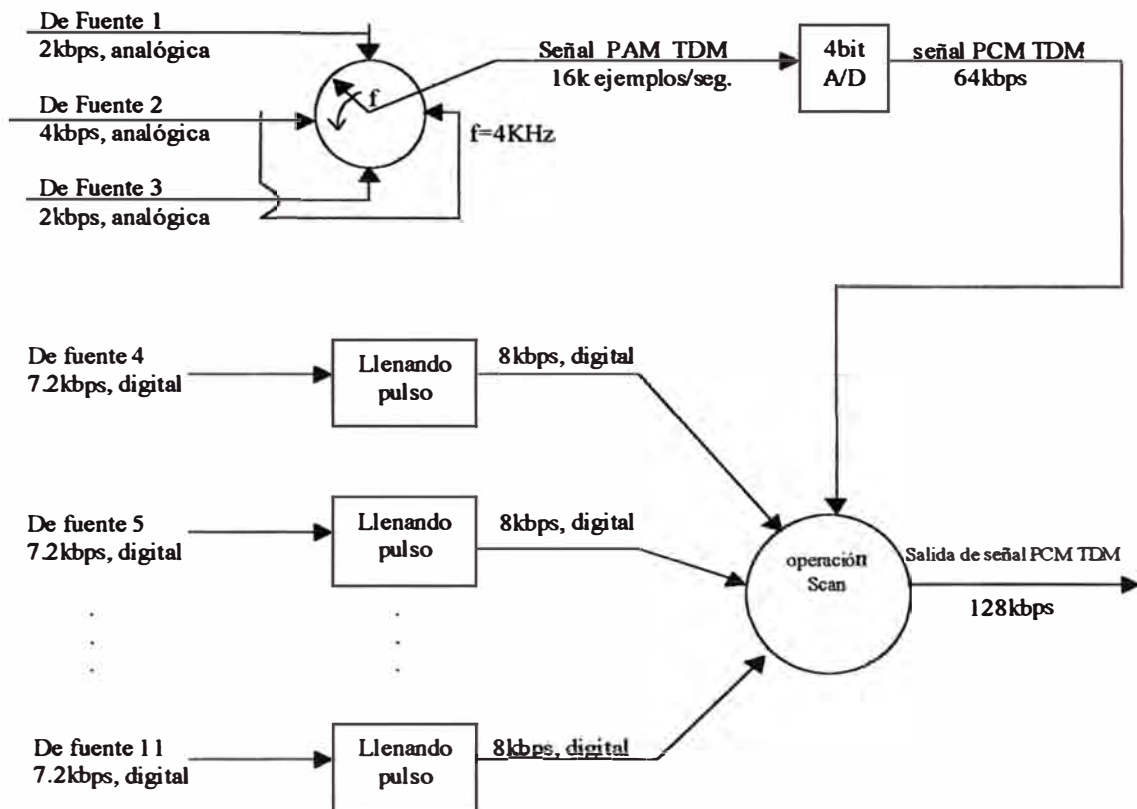 De Fuente 1
2kbps, analógica
De Fuente 2
4kbps, analógica
De Fuente 3
2kbps, analógica
f
f=4KHz
Señal PAM TDM
16k ejemplos/seg.
4bit
A/D
señal PCM TDM
64kbps
De fuente 4
7.2kbps, digital
Llenando
pulso
8kbps, digital
De fuente 5
7.2kbps, digital
Llenando
pulso
8kbps, digital
operación
Scan
Salida de señal PCM TDM
128kbps
De fuente 11
7.2kbps, digital
Llenando
pulso
8kbps, digital